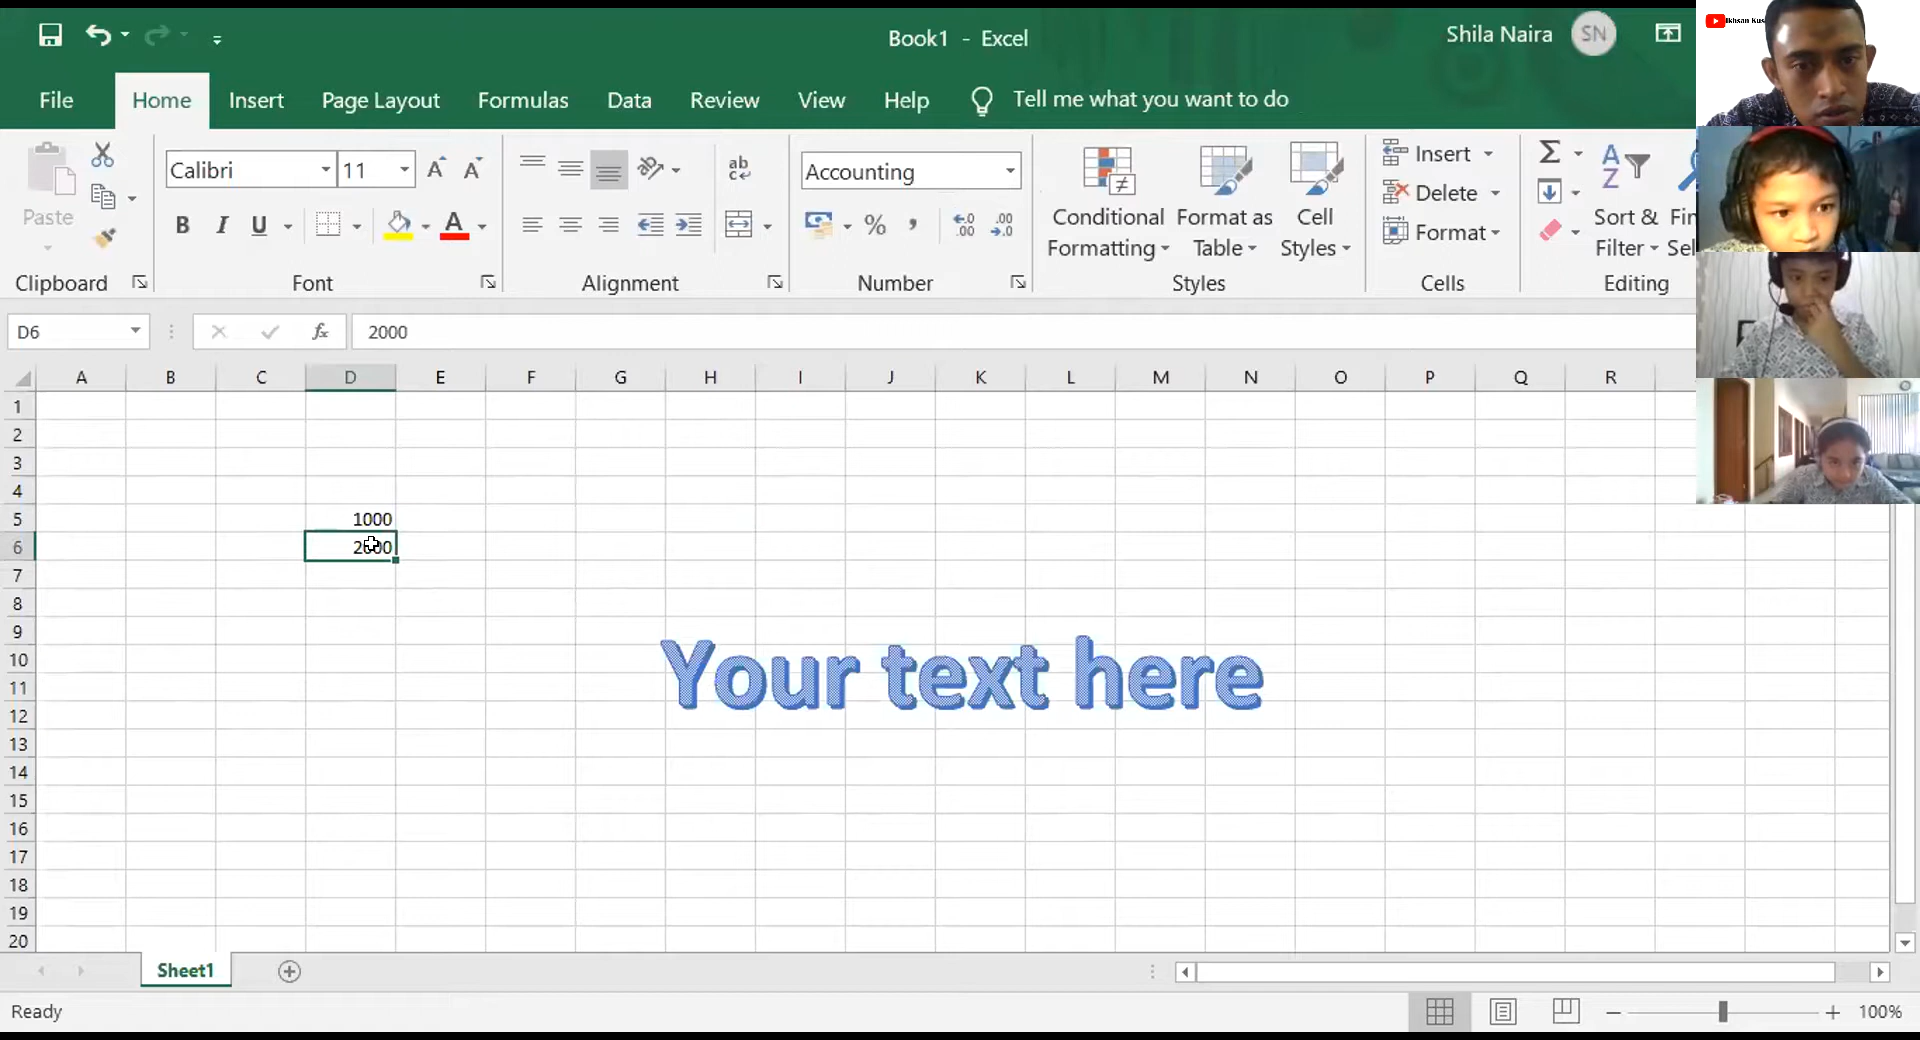 Book1 - Excel
Shila Naira
SN
File Home Insert Page Layout Formulas Data Review View Help Tell me what you want to do
Paste
Calibri 11
B I U A
ab
Accounting
%
Conditional Formatting
Format as Table
Cell Styles
Insert
Delete
Format
Sort & Filter
Clipboard Font Alignment Number Styles Cells Editing
D6 fx 2000
A B C D E F G H I J K L M N O P Q R
1
2
3
4
5 1000
6 2000
7
8
9
10
11
12
13
14
15
16
17
18
19
20
Your text here
Sheet1
Ready
100%